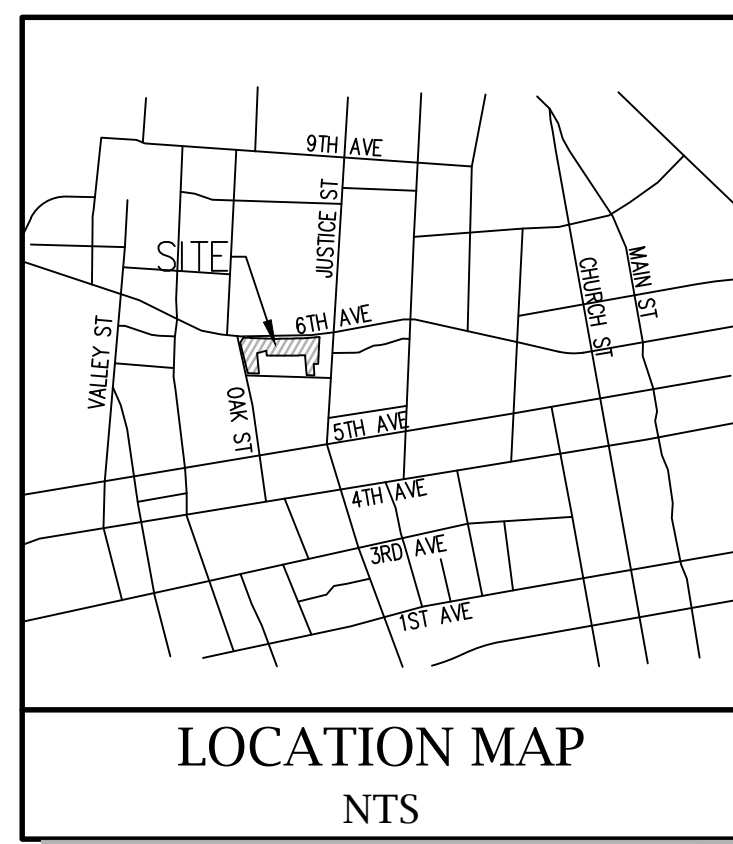 9TH AVE
JUSTICE ST
SITE
6TH AVE
MAIN ST
CHURCH ST
VALLEY ST
OAK ST
5TH AVE
4TH AVE
3RD AVE
1ST AVE
LOCATION MAP
NTS